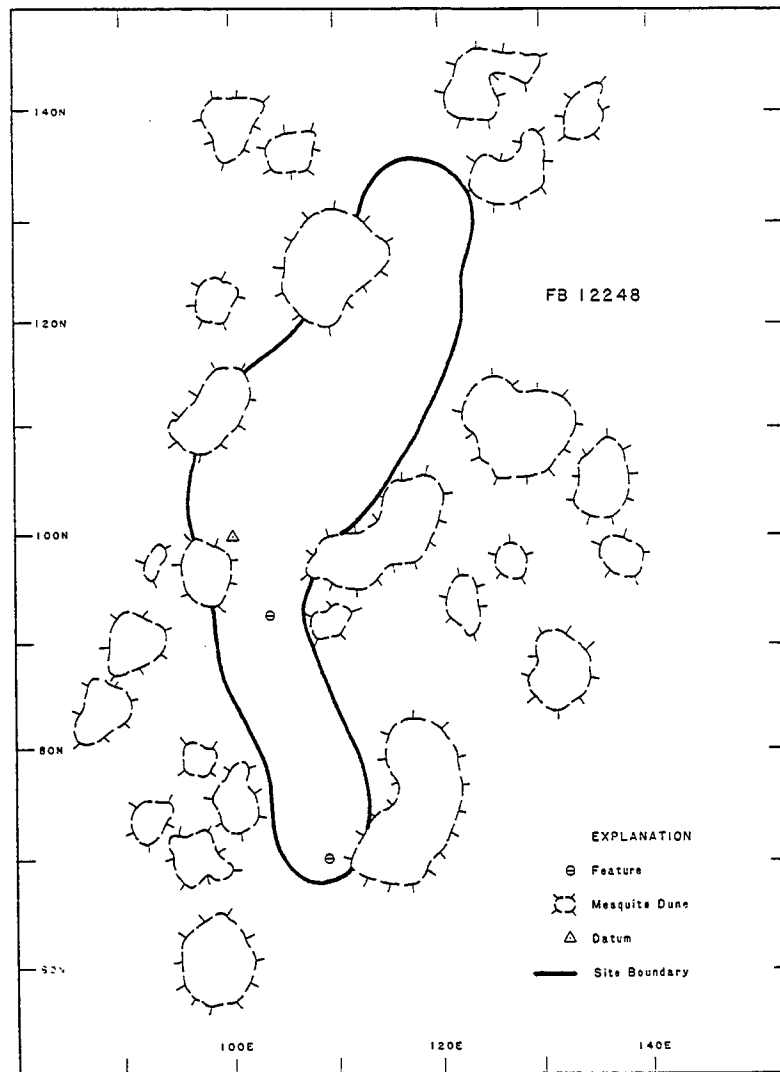 140N
FB 12248
120N
100N
80N
EXPLANATION
Feature
Mesquite Dune
Datum
Site Boundary
100E 120E 140E